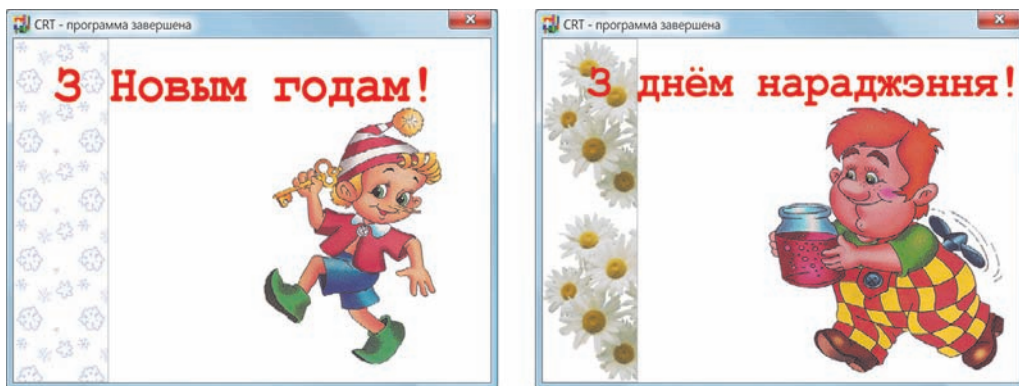 CRT - программа завершена
З Новым годам!
CRT - программа завершена
З днём нараджэння!